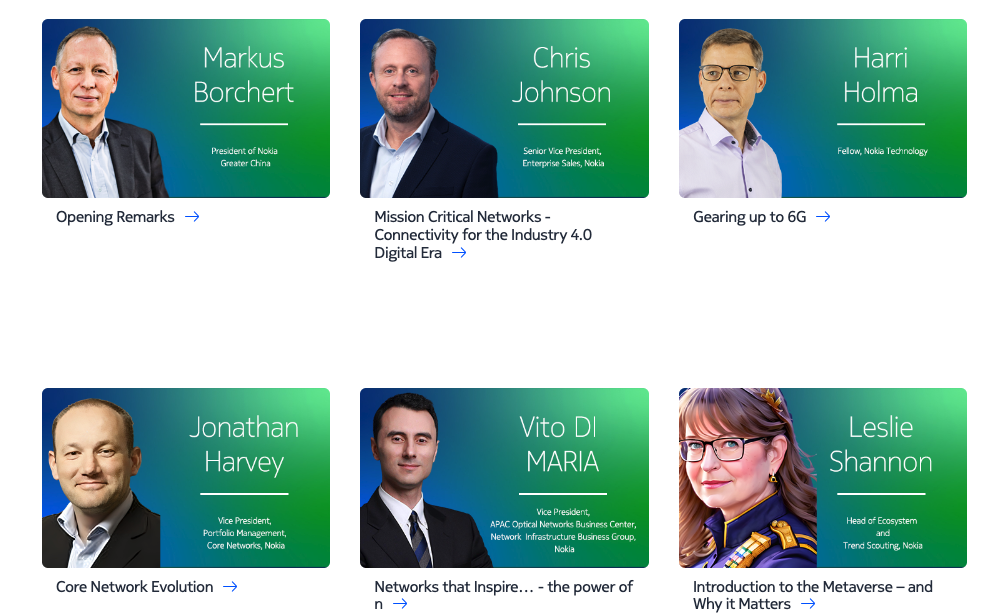 Markus
Borchert
President of Nokia
Greater China
Opening Remarks →
Chris
Johnson
Senior Vice President,
Enterprise Sales, Nokia
Mission Critical Networks -
Connectivity for the Industry 4.0
Digital Era →
Harri
Holma
Fellow, Nokia Technology
Gearing up to 6G →
Jonathan
Harvey
Vice President,
Portfolio Management,
Core Networks, Nokia
Core Network Evolution →
Vito DI
MARIA
Vice President,
APAC Optical Networks Business Center,
Network Infrastructure Business Group,
Nokia
Networks that Inspire… - the power of
n →
Leslie
Shannon
Head of Ecosystem
and
Trend Scouting, Nokia
Introduction to the Metaverse – and
Why it Matters →